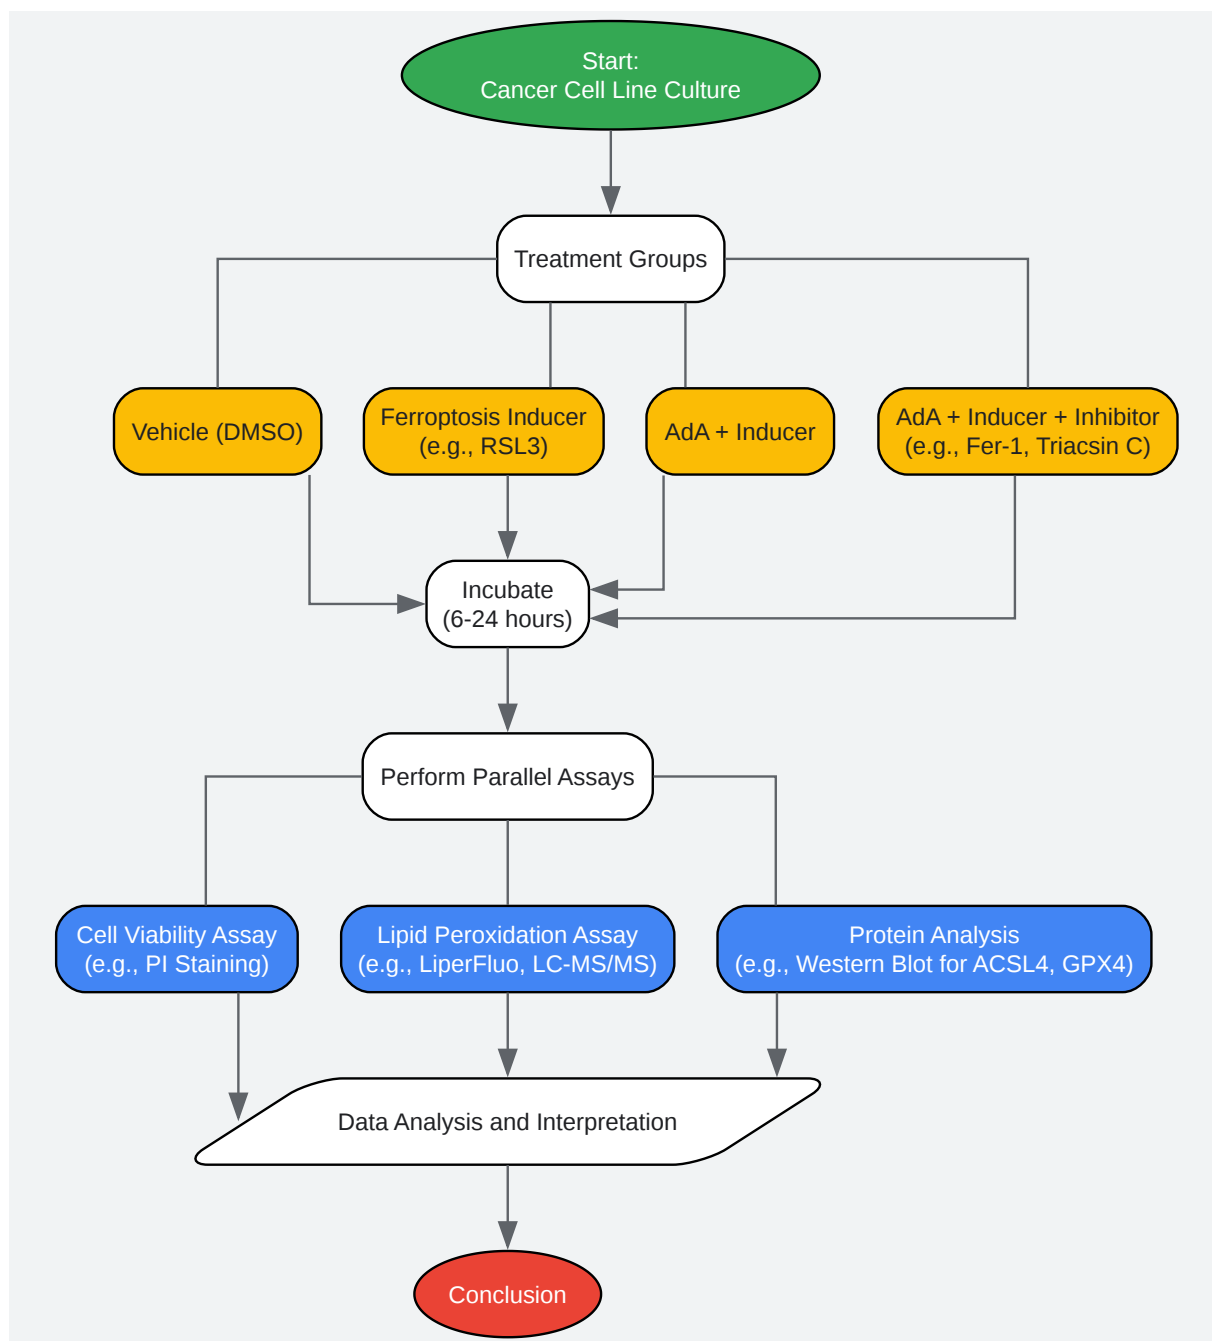 Start:
Cancer Cell Line Culture
Treatment Groups
Vehicle (DMSO)
Ferroptosis Inducer
(e.g., RSL3)
AdA + Inducer
AdA + Inducer + Inhibitor
(e.g., Fer-1, Triacsin C)
Incubate
(6-24 hours)
Perform Parallel Assays
Cell Viability Assay
(e.g., PI Staining)
Lipid Peroxidation Assay
(e.g., LiperFluo, LC-MS/MS)
Protein Analysis
(e.g., Western Blot for ACSL4, GPX4)
Data Analysis and Interpretation
Conclusion